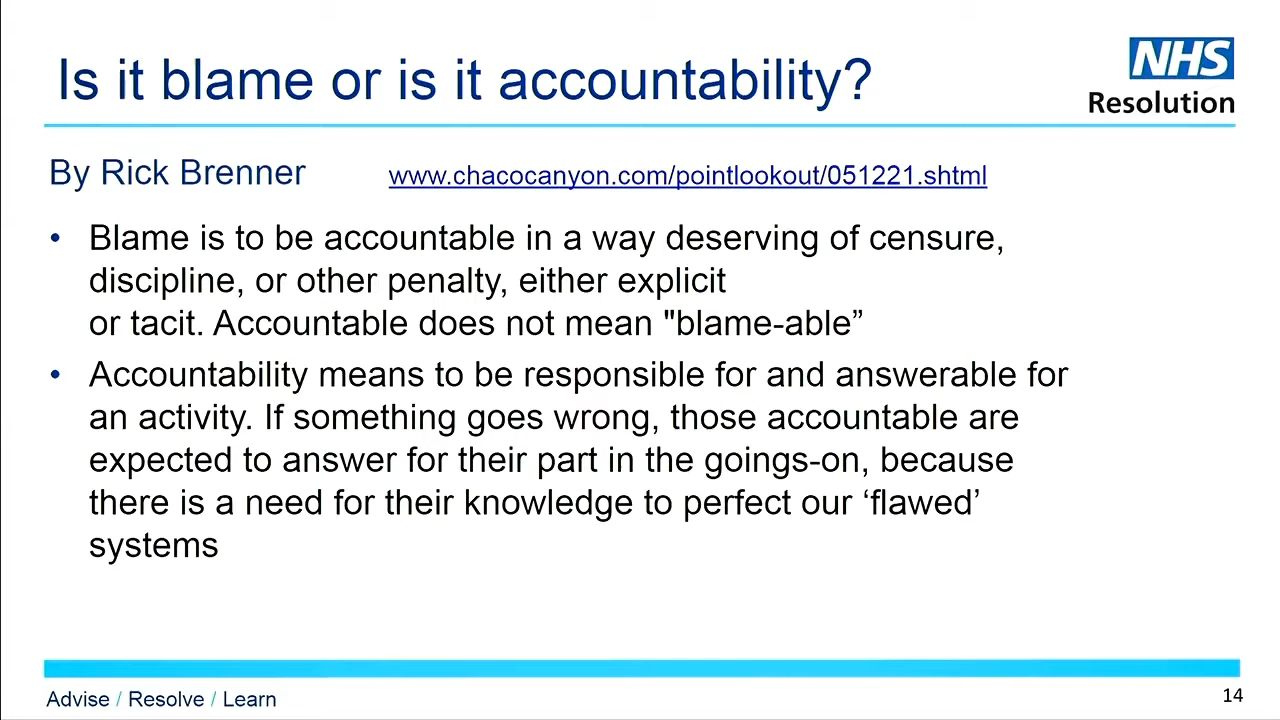 Is it blame or is it accountability?
NHS
Resolution
By Rick Brenner www.chacocanyon.com/pointlookout/051221.shtml
• Blame is to be accountable in a way deserving of censure,
discipline, or other penalty, either explicit
or tacit. Accountable does not mean "blame-able”
• Accountability means to be responsible for and answerable for
an activity. If something goes wrong, those accountable are
expected to answer for their part in the goings-on, because
there is a need for their knowledge to perfect our ‘flawed’
systems
Advise / Resolve / Learn
14